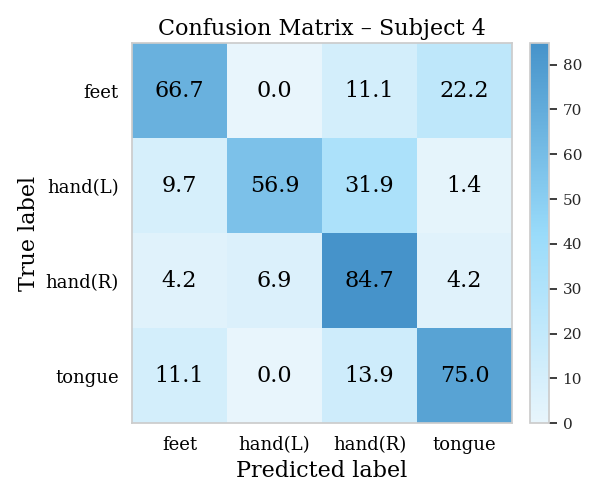 Confusion Matrix – Subject 4
True label
feet 66.7 0.0 11.1 22.2
hand(L) 9.7 56.9 31.9 1.4
hand(R) 4.2 6.9 84.7 4.2
tongue 11.1 0.0 13.9 75.0
feet hand(L) hand(R) tongue
Predicted label
80
70
60
50
40
30
20
10
0